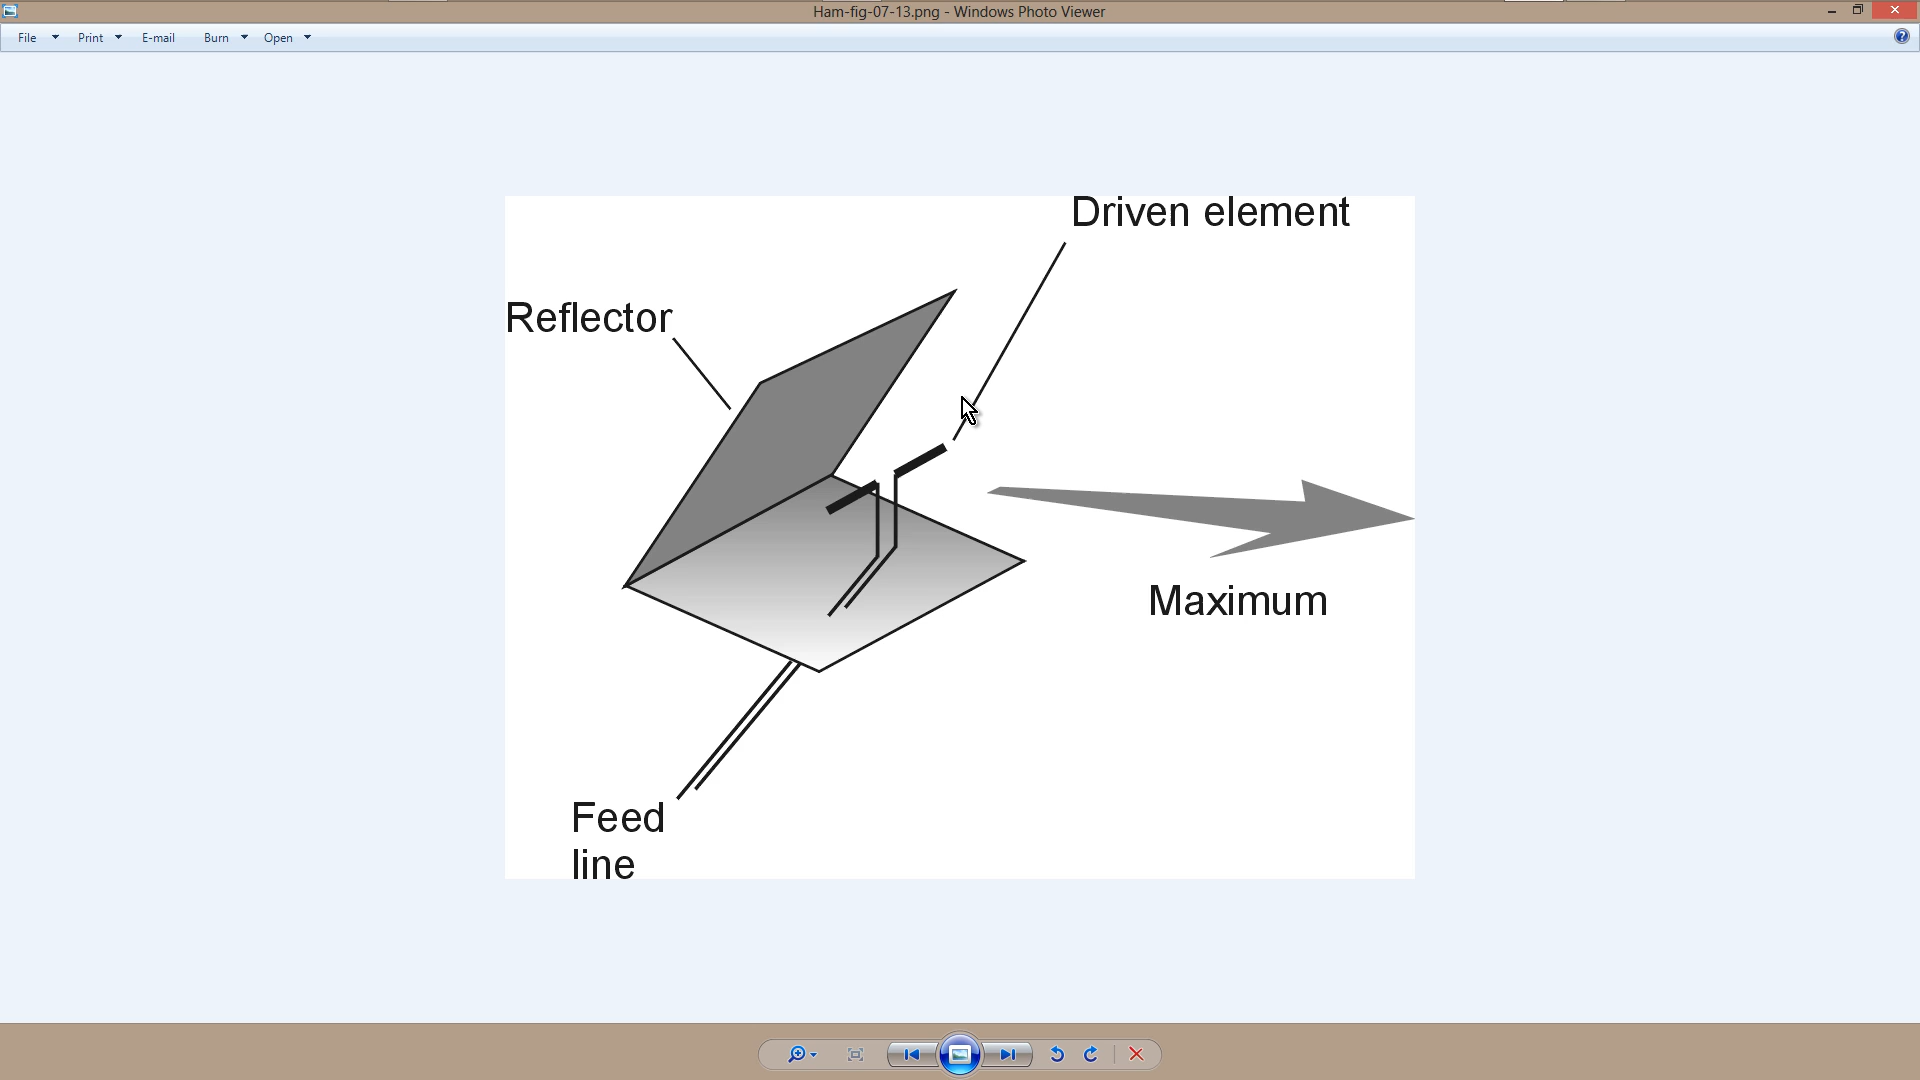 Ham-fig-07-13.png - Windows Photo Viewer
File Print E-mail Burn Open
Driven element
Reflector
Maximum
Feed
line